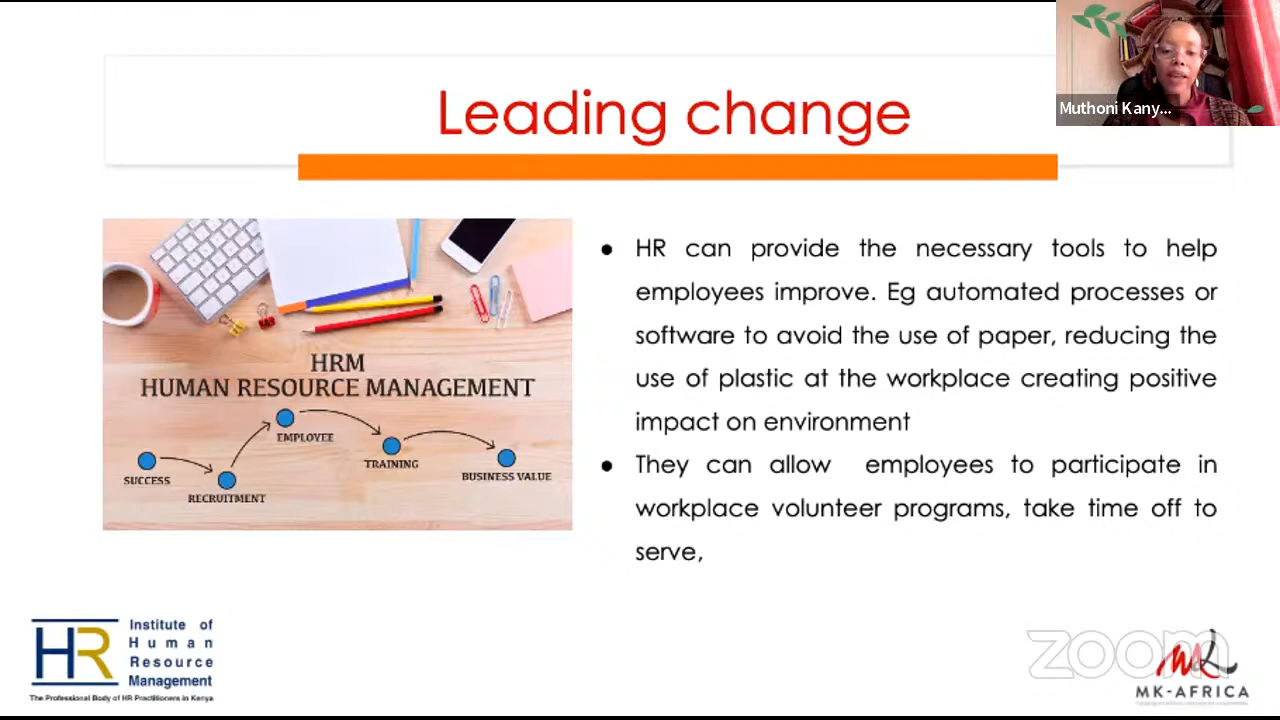 Leading change
Muthoni Kany...
HRM
HUMAN RESOURCE MANAGEMENT
EMPLOYEE
TRAINING
SUCCESS
BUSINESS VALUE
RECRUITMENT
● HR can provide the necessary tools to help
employees improve. Eg automated processes or
software to avoid the use of paper, reducing the
use of plastic at the workplace creating positive
impact on environment
● They can allow employees to participate in
workplace volunteer programs, take time off to
serve,
HR
Institute of
Human
Resource
Management
The Professional Body of HR Practitioners in Kenya
zoom
MK-AFRICA